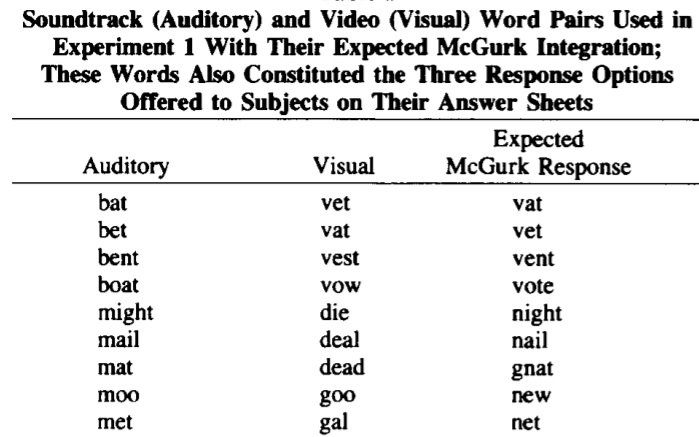 Soundtrack (Auditory) and Video (Visual) Word Pairs Used in
Experiment 1 With Their Expected McGurk Integration;
These Words Also Constituted the Three Response Options
Offered to Subjects on Their Answer Sheets
Expected
Auditory Visual McGurk Response
bat vet vat
bet vat vet
bent vest vent
boat vow vote
might die night
mail deal nail
mat dead gnat
moo goo new
met gal net